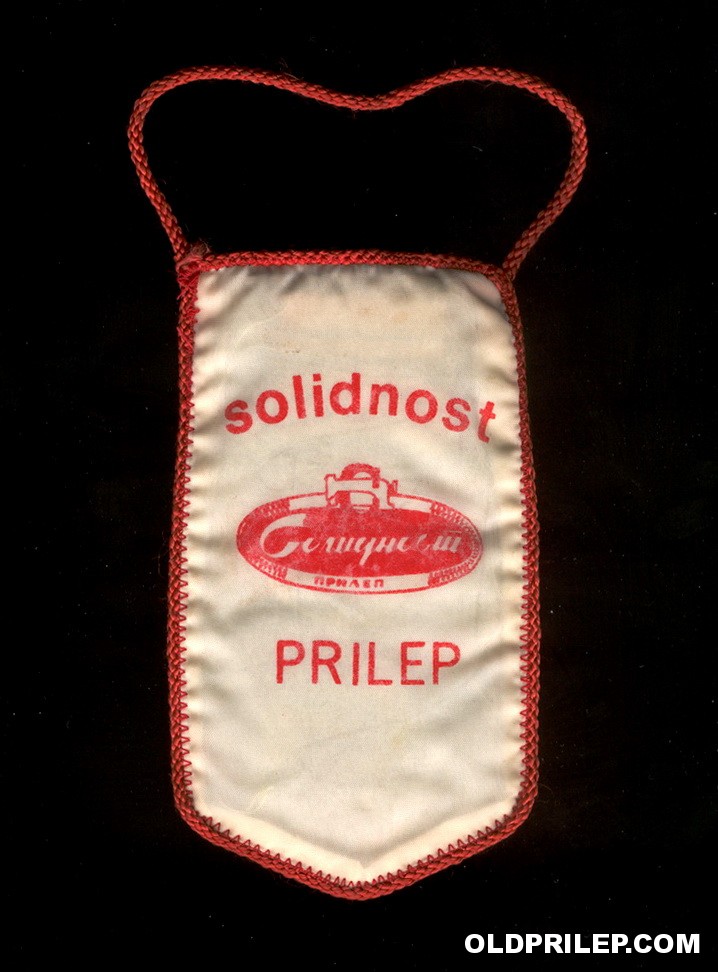 solidnost
Солидност
ПРИЛЕП
PRILEP
OLDPRILEP.COM